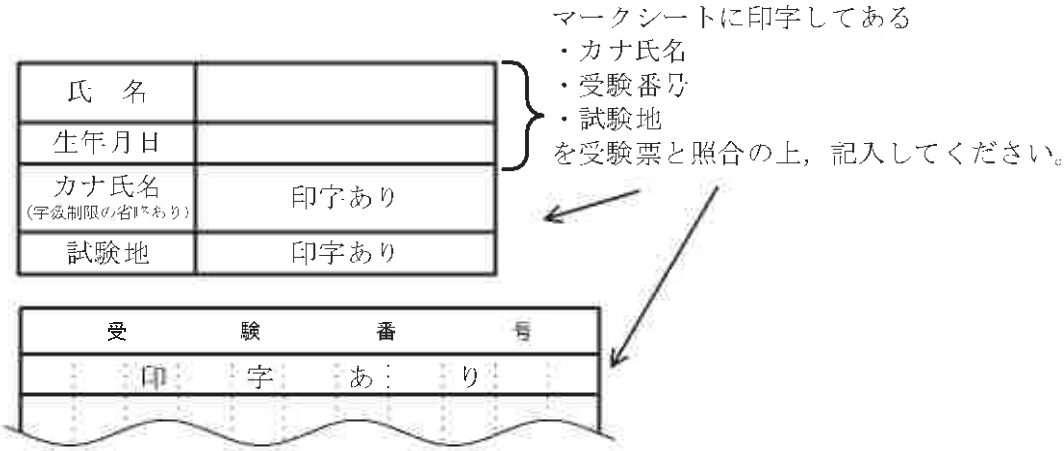 マークシートに印字してある
・カナ氏名
・受験番号
・試験地
を受験票と照合の上，記入してください。
氏 名
生年月日
カナ氏名 印字あり
(字数制限の省略あり)
試験地 印字あり
受 験 番 号
印 字 あ り